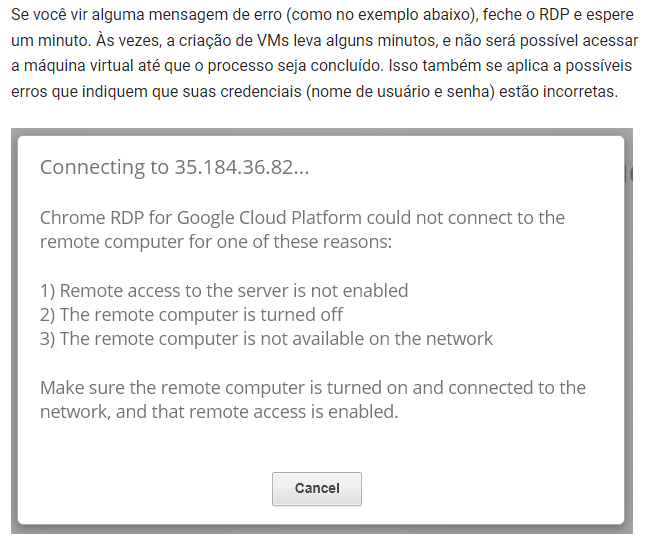 Se você vir alguma mensagem de erro (como no exemplo abaixo), feche o RDP e espere
um minuto. Às vezes, a criação de VMs leva alguns minutos, e não será possível acessar
a máquina virtual até que o processo seja concluído. Isso também se aplica a possíveis
erros que indiquem que suas credenciais (nome de usuário e senha) estão incorretas.
Connecting to 35.184.36.82...
Chrome RDP for Google Cloud Platform could not connect to the
remote computer for one of these reasons:
1) Remote access to the server is not enabled
2) The remote computer is turned off
3) The remote computer is not available on the network
Make sure the remote computer is turned on and connected to the
network, and that remote access is enabled.
Cancel